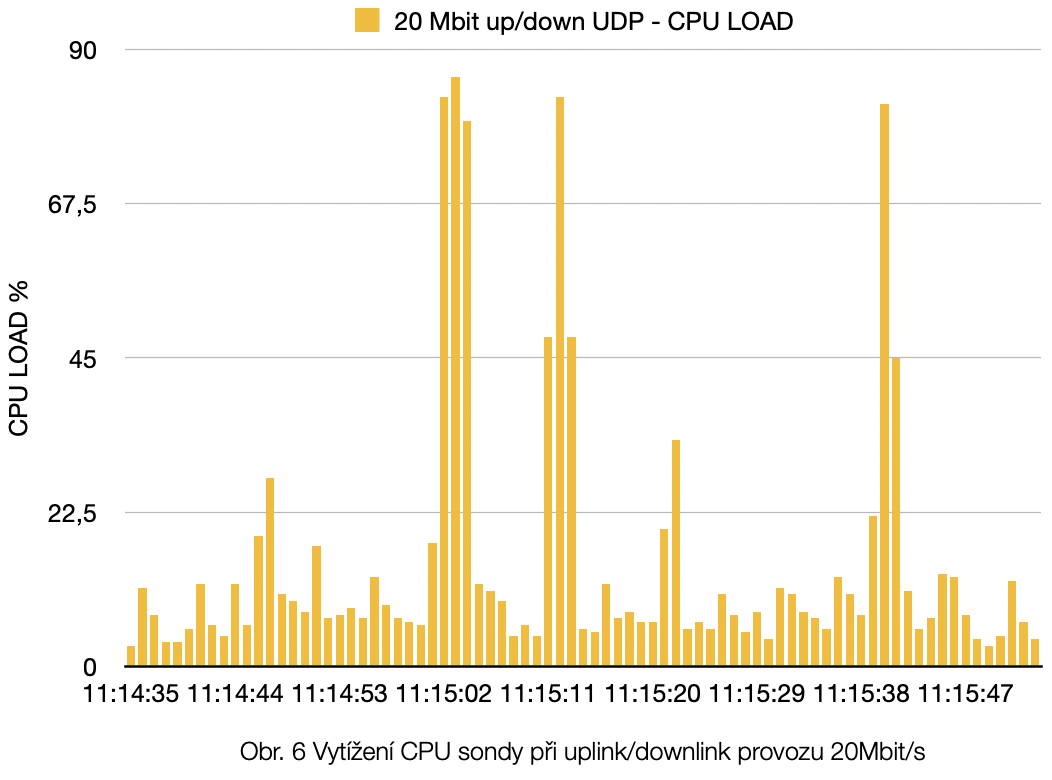 20 Mbit up/down UDP - CPU LOAD
90
67,5
45
22,5
0
CPU LOAD %
11:14:35 11:14:44 11:14:53 11:15:02 11:15:11 11:15:20 11:15:29 11:15:38 11:15:47
Obr. 6 Vytížení CPU sondy při uplink/downlink provozu 20Mbit/s